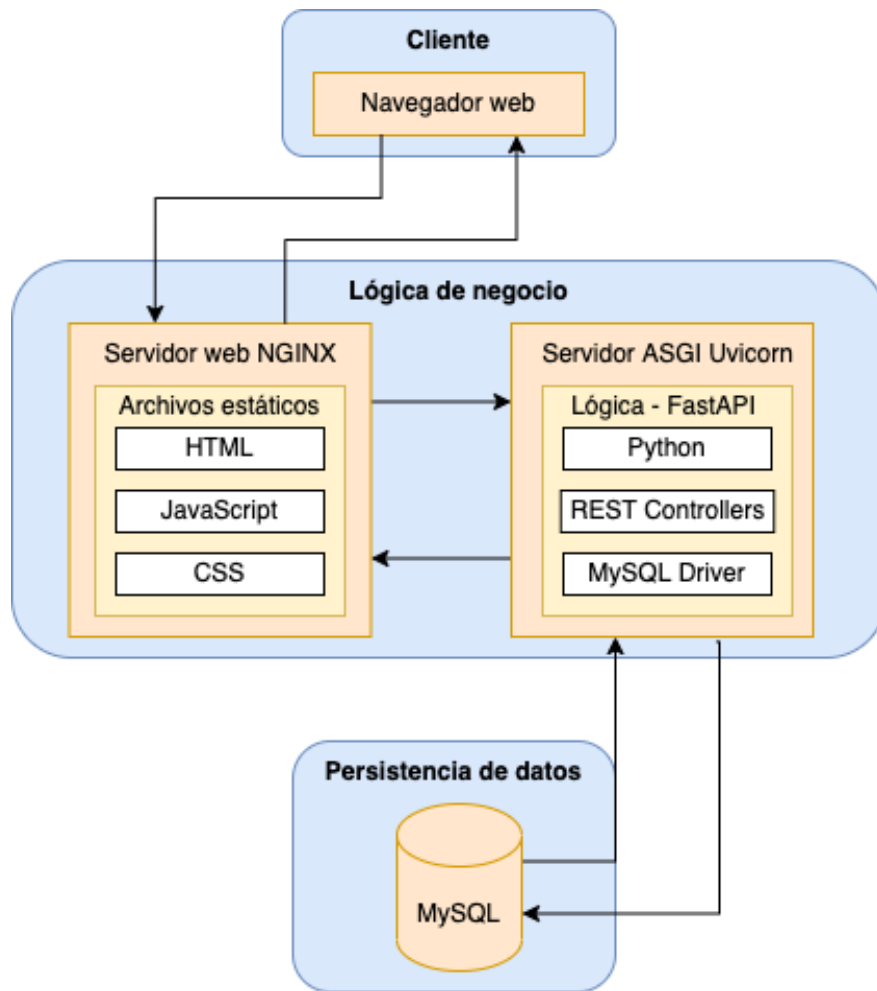 Cliente
Navegador web
Lógica de negocio
Servidor web NGINX
Archivos estáticos
HTML
JavaScript
CSS
Servidor ASGI Uvicorn
Lógica - FastAPI
Python
REST Controllers
MySQL Driver
Persistencia de datos
MySQL